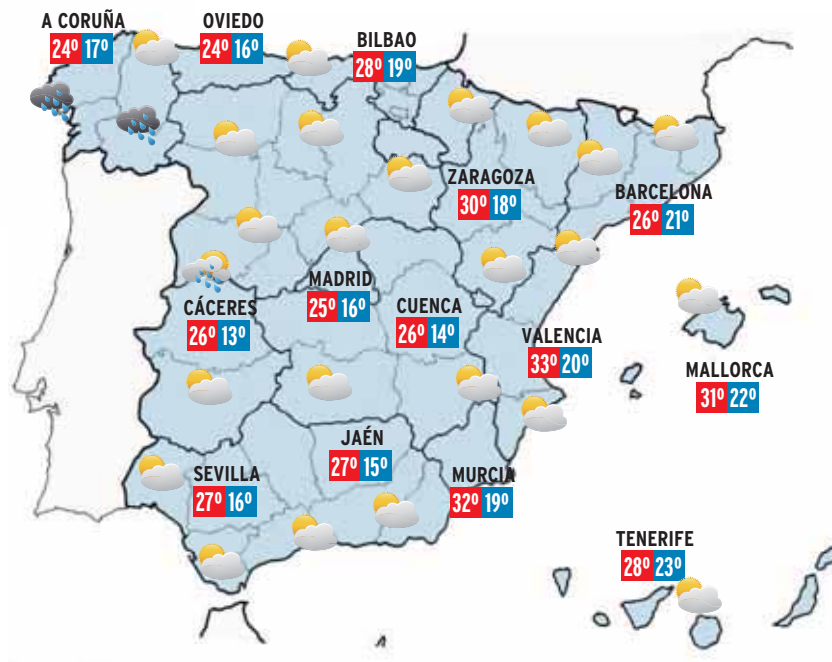 A CORUÑA
24º 17º
OVIEDO
24º 16º
BILBAO
28º 19º
ZARAGOZA
30º 18º
BARCELONA
26º 21º
MADRID
25º 16º
CÁCERES
26º 13º
CUENCA
26º 14º
VALENCIA
33º 20º
MALLORCA
31º 22º
JAÉN
27º 15º
SEVILLA
27º 16º
MURCIA
32º 19º
TENERIFE
28º 23º